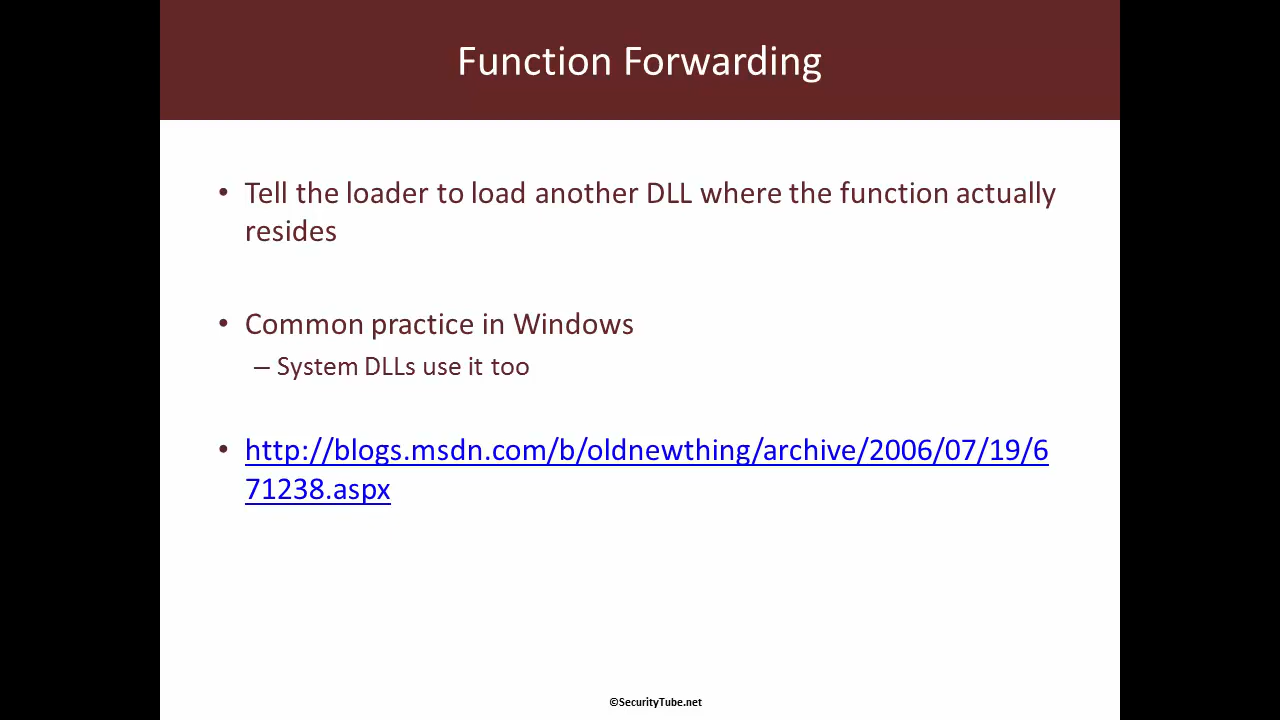 Function Forwarding
• Tell the loader to load another DLL where the function actually
resides
• Common practice in Windows
– System DLLs use it too
• http://blogs.msdn.com/b/oldnewthing/archive/2006/07/19/6
71238.aspx
©SecurityTube.net